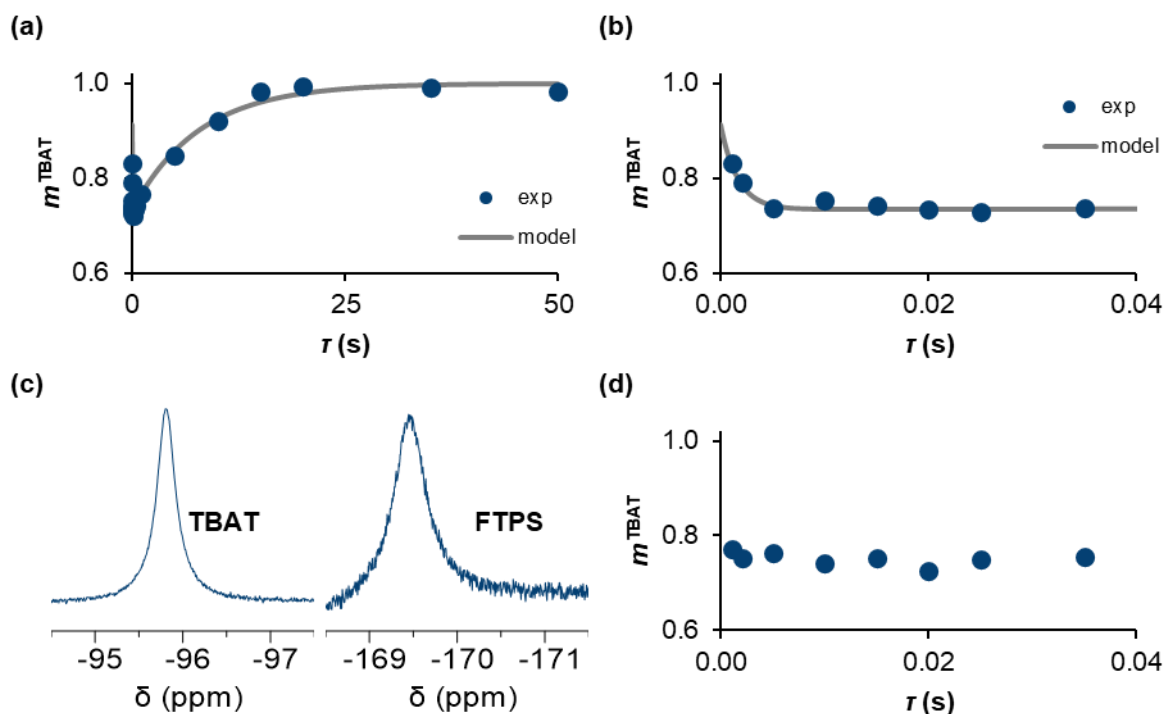 (a)
1.0
0.8
0.6
m^TBAT
exp
model
0 25 50
τ (s)
(b)
1.0
0.8
0.6
m^TBAT
exp
model
0.00 0.02 0.04
τ (s)
(c)
TBAT
FTPS
-95 -96 -97
δ (ppm)
-169 -170 -171
δ (ppm)
(d)
1.0
0.8
0.6
m^TBAT
0.00 0.02 0.04
τ (s)